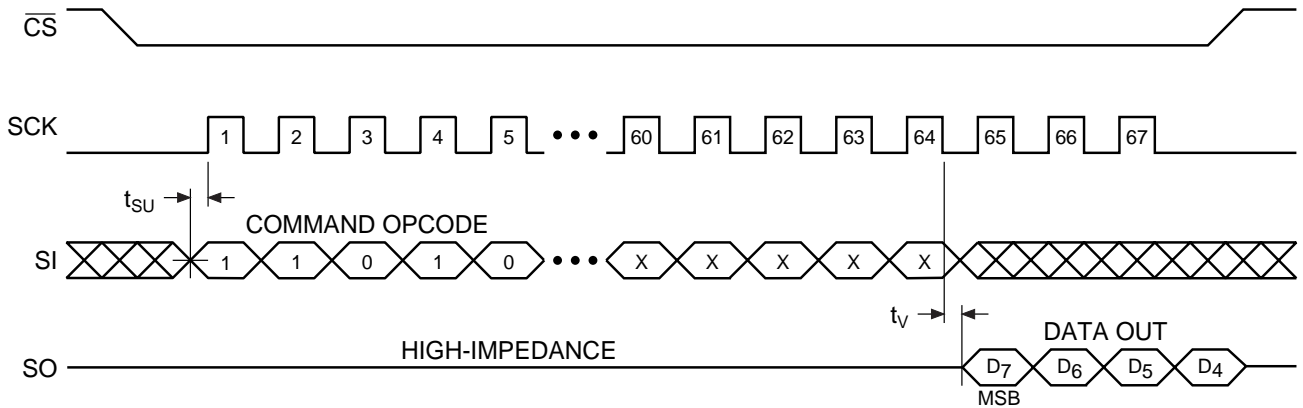 CS
SCK 1 2 3 4 5 ••• 60 61 62 63 64 65 66 67
tSU
COMMAND OPCODE
SI 1 1 0 1 0 ••• X X X X X
tV
DATA OUT
HIGH-IMPEDANCE
SO D7 D6 D5 D4
MSB